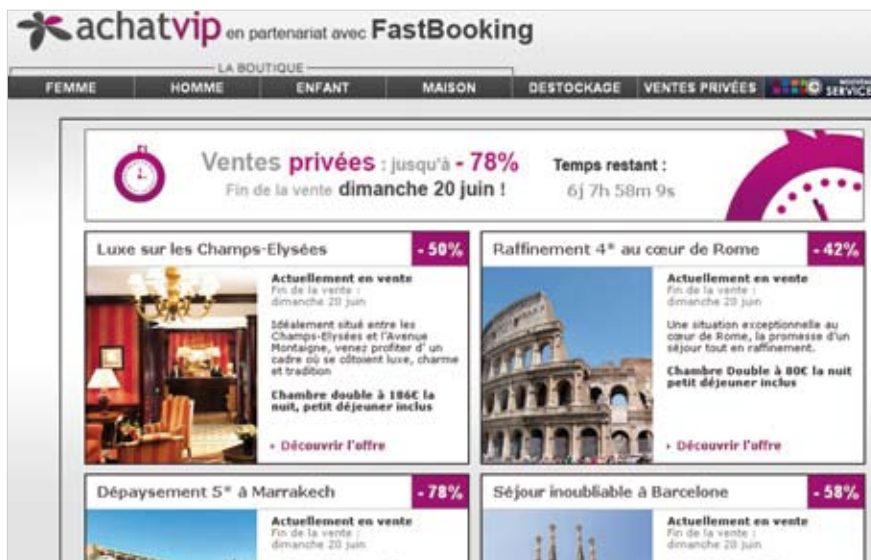 achatvip en partenariat avec FastBooking
LA BOUTIQUE
FEMME HOMME ENFANT MAISON DESTOCKAGE VENTES PRIVÉES NOUVEAU SERVICE
Ventes privées : jusqu'à - 78%
Fin de la vente dimanche 20 juin !
Temps restant :
6j 7h 58m 9s
Luxe sur les Champs-Elysées - 50%
Actuellement en vente
Fin de la vente :
dimanche 20 juin
Idéalement situé entre les
Champs-Elysées et l'Avenue
Montaigne, venez profiter d' un
cadre où se côtoient luxe, charme
et tradition
Chambre double à 186€ la
nuit, petit déjeuner inclus
› Découvrir l'offre
Raffinement 4* au cœur de Rome - 42%
Actuellement en vente
Fin de la vente :
dimanche 20 juin
Une situation exceptionnelle au
cœur de Rome, la promesse d'un
séjour tout en raffinement.
Chambre Double à 80€ la nuit
petit déjeuner inclus
› Découvrir l'offre
Dépaysement 5* à Marrakech - 78%
Actuellement en vente
Fin de la vente :
dimanche 20 juin
Séjour inoubliable à Barcelone - 58%
Actuellement en vente
Fin de la vente :
dimanche 20 juin